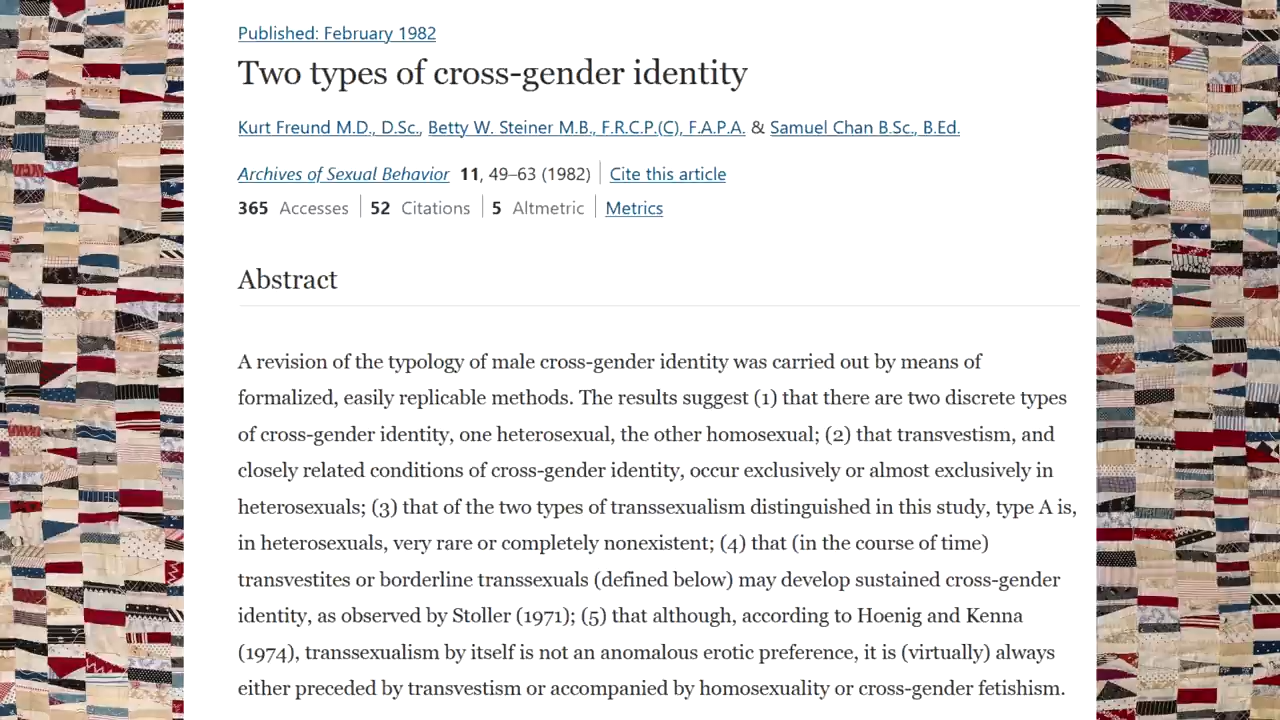 Published: February 1982
Two types of cross-gender identity
Kurt Freund M.D., D.Sc., Betty W. Steiner M.B., F.R.C.P.(C), F.A.P.A. & Samuel Chan B.Sc., B.Ed.
Archives of Sexual Behavior 11, 49–63 (1982) Cite this article
365 Accesses 52 Citations 5 Altmetric Metrics
Abstract
A revision of the typology of male cross-gender identity was carried out by means of
formalized, easily replicable methods. The results suggest (1) that there are two discrete types
of cross-gender identity, one heterosexual, the other homosexual; (2) that transvestism, and
closely related conditions of cross-gender identity, occur exclusively or almost exclusively in
heterosexuals; (3) that of the two types of transsexualism distinguished in this study, type A is,
in heterosexuals, very rare or completely nonexistent; (4) that (in the course of time)
transvestites or borderline transsexuals (defined below) may develop sustained cross-gender
identity, as observed by Stoller (1971); (5) that although, according to Hoenig and Kenna
(1974), transsexualism by itself is not an anomalous erotic preference, it is (virtually) always
either preceded by transvestism or accompanied by homosexuality or cross-gender fetishism.